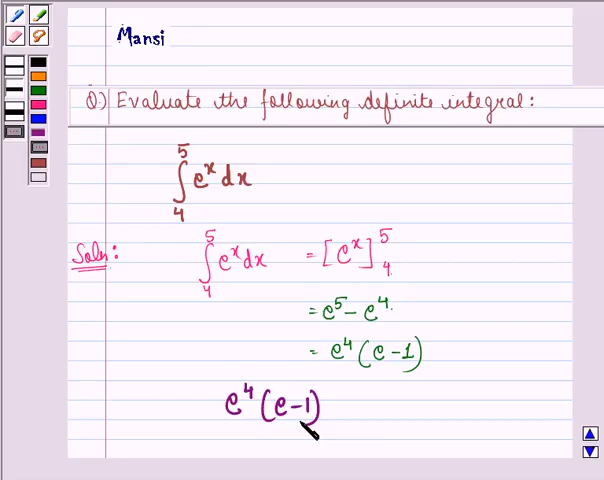 Mansi
Q.) Evaluate the following definite integral:
∫₄⁵ eˣ dx
Soln: ∫₄⁵ eˣ dx = [eˣ]₄⁵
= e⁵ – e⁴.
= e⁴ (e – 1)
e⁴ (e – 1)